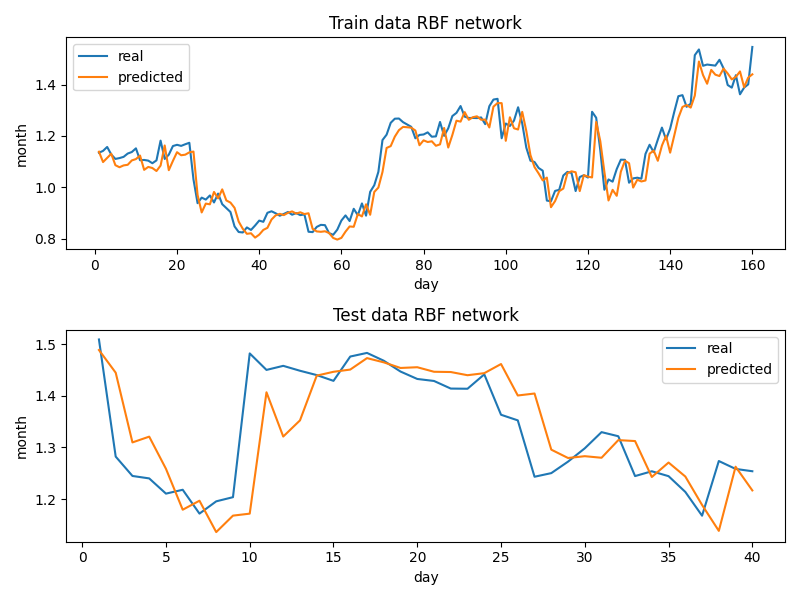 Train data RBF network
real
predicted
month
1.4
1.2
1.0
0.8
0 20 40 60 80 100 120 140 160
day
Test data RBF network
real
predicted
month
1.5
1.4
1.3
1.2
0 5 10 15 20 25 30 35 40
day